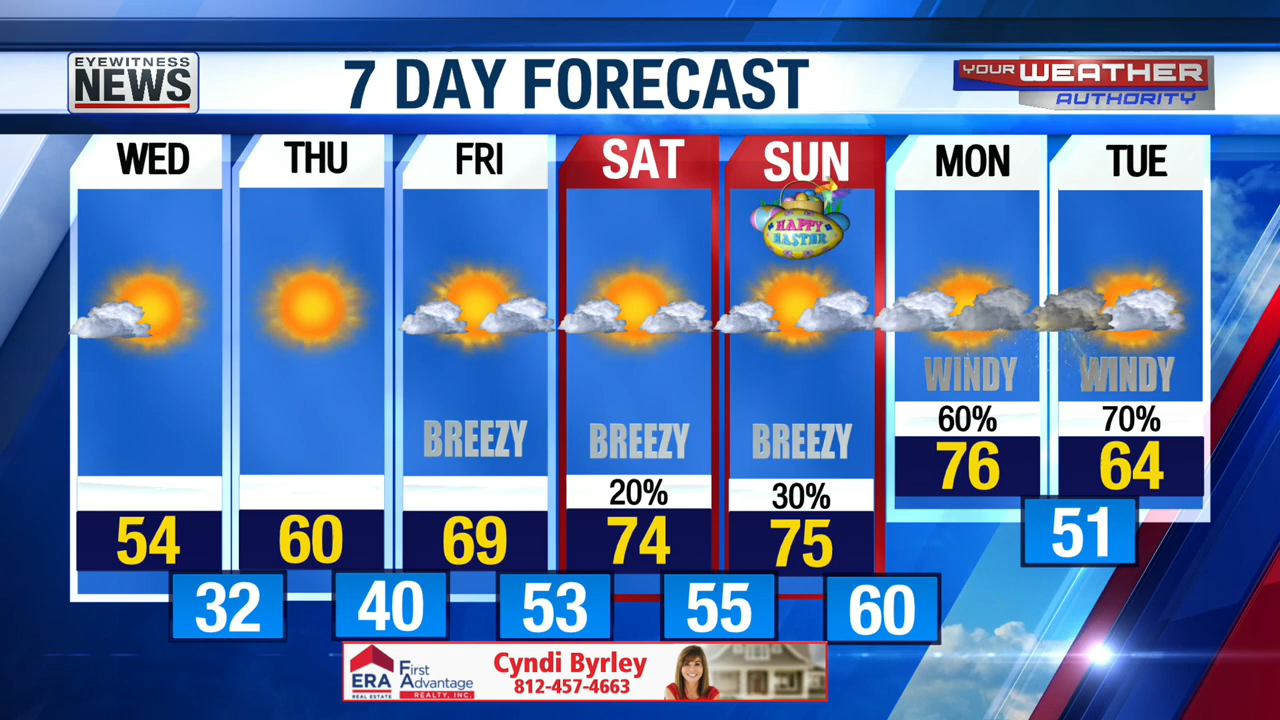 EYEWITNESS
NEWS
7 DAY FORECAST
YOUR WEATHER
AUTHORITY
WED THU FRI SAT SUN MON TUE
HAPPY
EASTER
WINDY WINDY
BREEZY BREEZY BREEZY
60% 70%
76 64
20% 30%
54 60 69 74 75
51
32 40 53 55 60
ERA
REAL ESTATE
First
Advantage
REALTY, INC.
Cyndi Byrley
812-457-4663